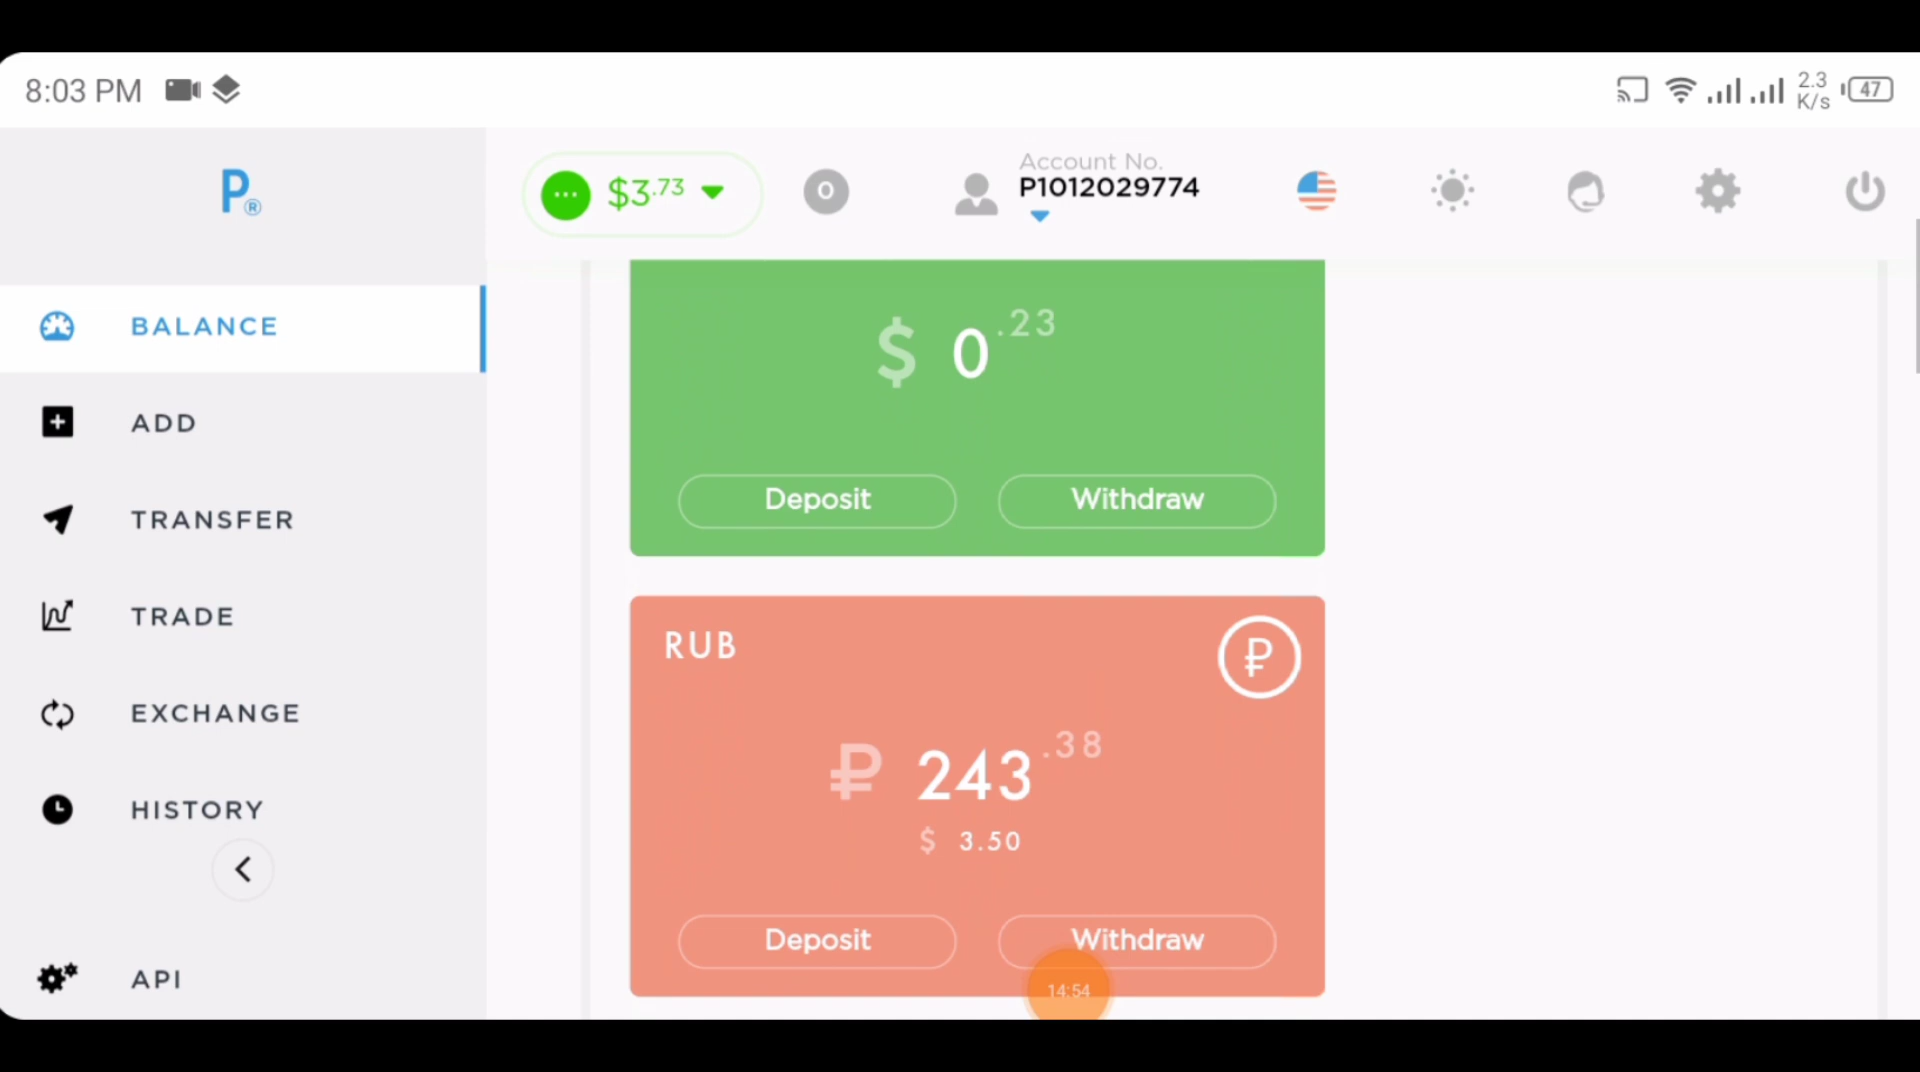 8:03 PM
2.3
K/s
47
P®
$3.73
0
Account No.
P1012029774
BALANCE
ADD
TRANSFER
TRADE
EXCHANGE
HISTORY
API
$ 0.23
Deposit
Withdraw
RUB
₽
₽ 243.38
$ 3.50
Deposit
Withdraw
14:54